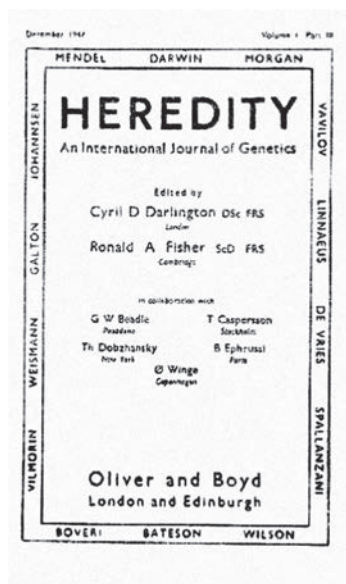 December 1947 Volume 1 Part III
MENDEL DARWIN MORGAN
JOHANNSEN
GALTON
WEISMANN
VILMORIN
HEREDITY
An International Journal of Genetics
Edited by
Cyril D Darlington DSc FRS
London
Ronald A Fisher ScD FRS
Cambridge
in collaboration with
G W Beadle T Caspersson
Pasadena Stockholm
Th Dobzhansky B Ephrussi
New York Paris
Ø Winge
Copenhagen
Oliver and Boyd
London and Edinburgh
VAVILOV
LINNAEUS
DE VRIES
SPALLANZANI
BOVERI BATESON WILSON